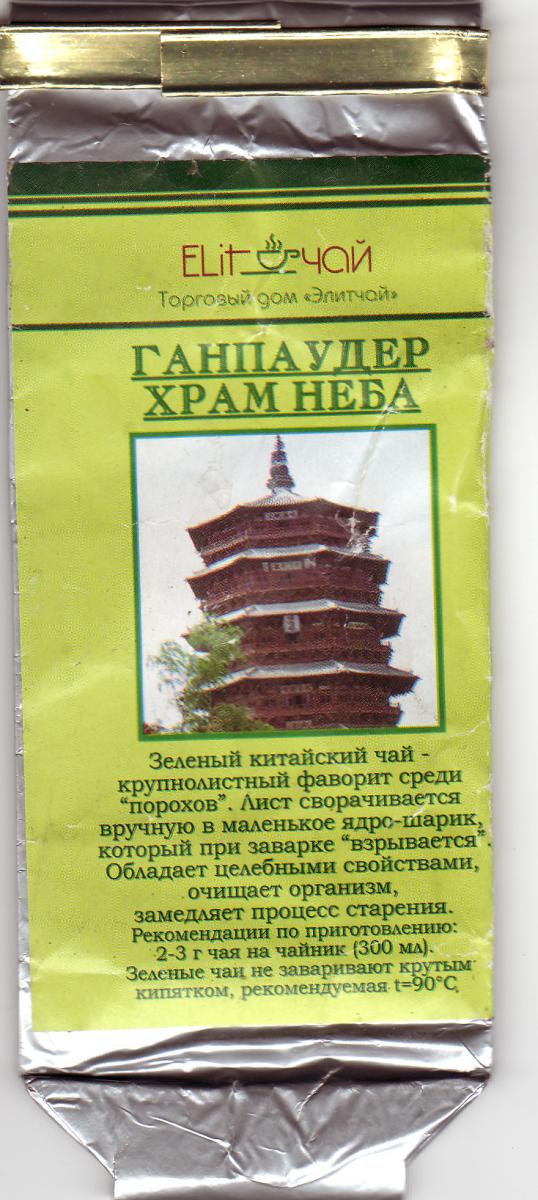 ELit чай
Торговый дом «Элитчай»
ГАНПАУДЕР
ХРАМ НЕБА
Зеленый китайский чай -
крупнолистный фаворит среди
“порохов”. Лист сворачивается
вручную в маленькое ядро-шарик,
который при заварке “взрывается”.
Обладает целебными свойствами,
очищает организм,
замедляет процесс старения.
Рекомендации по приготовлению:
2-3 г чая на чайник (300 мл).
Зеленые чаи не заваривают крутым
кипятком, рекомендуемая t=90°C.